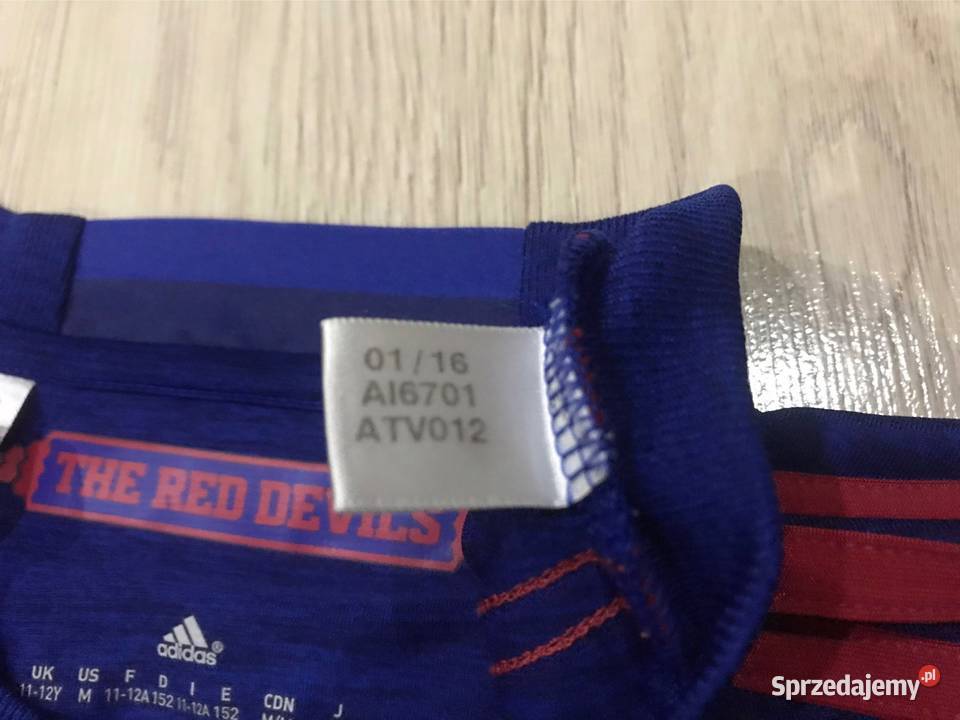 01 / 16
AI6701
ATV012
THE RED DEVILS
adidas®
UK US F D I E CDN J
11-12Y M 11-12A 152 11-12A 152
Sprzedajemy.pl